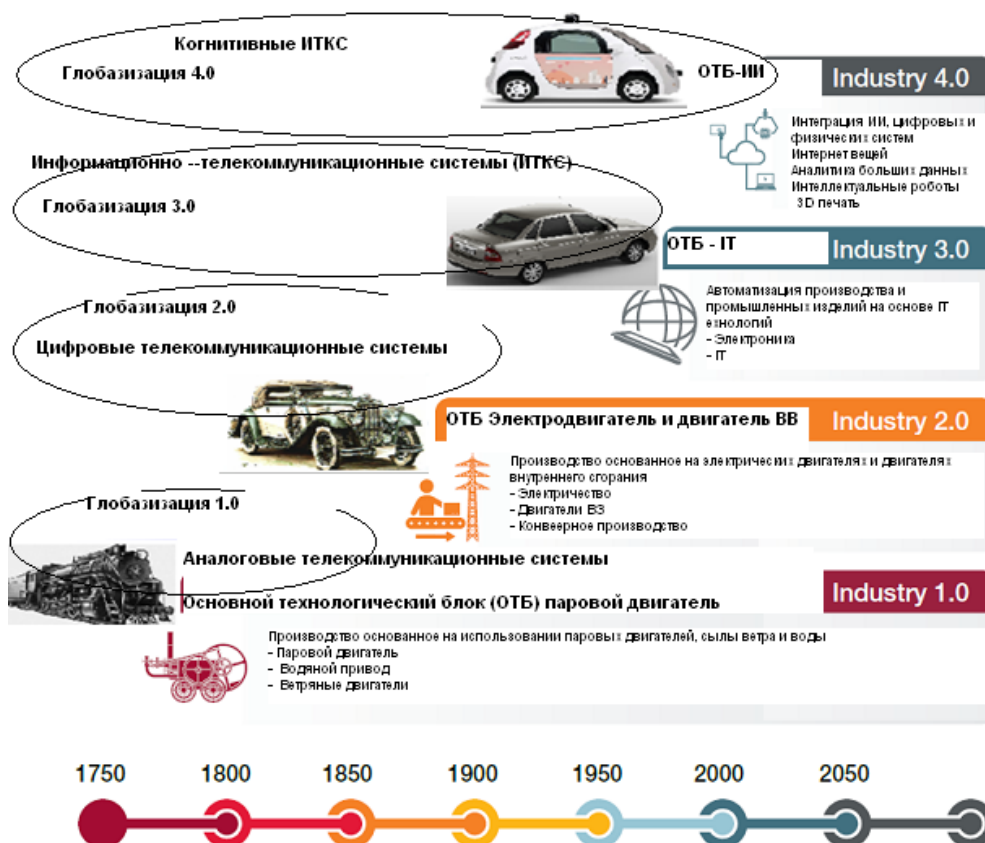 Когнитивные ИТКС
Глобазизация 4.0
ОТБ-ИИ
Industry 4.0
Интеграция ИИ, цифровых и
физических систем
Интернет вещей
Аналитика больших данных
Интеллектуальные роботы
3D печать
Информационно --телекоммуникационные системы (ИТКС)
Глобазизация 3.0
ОТБ - IT
Industry 3.0
Автоматизация производства и
промышленных изделий на основе IT
ехнологий
- Электроника
- IT
Глобазизация 2.0
Цифровые телекоммуникационные системы
ОТБ Электродвигатель и двигатель ВВ
Industry 2.0
Производство основанное на электрических двигателях и двигателях
внутреннего сгорания
- Электричество
- Двигатели ВЗ
- Конвеерное производство
Глобазизация 1.0
Аналоговые телекоммуникационные системы
Основной технологический блок (ОТБ) паровой двигатель
Industry 1.0
Производство основанное на использовании паровых двигателей, сылы ветра и воды
- Паровой двигатель
- Водяной привод
- Ветряные двигатели
1750 1800 1850 1900 1950 2000 2050